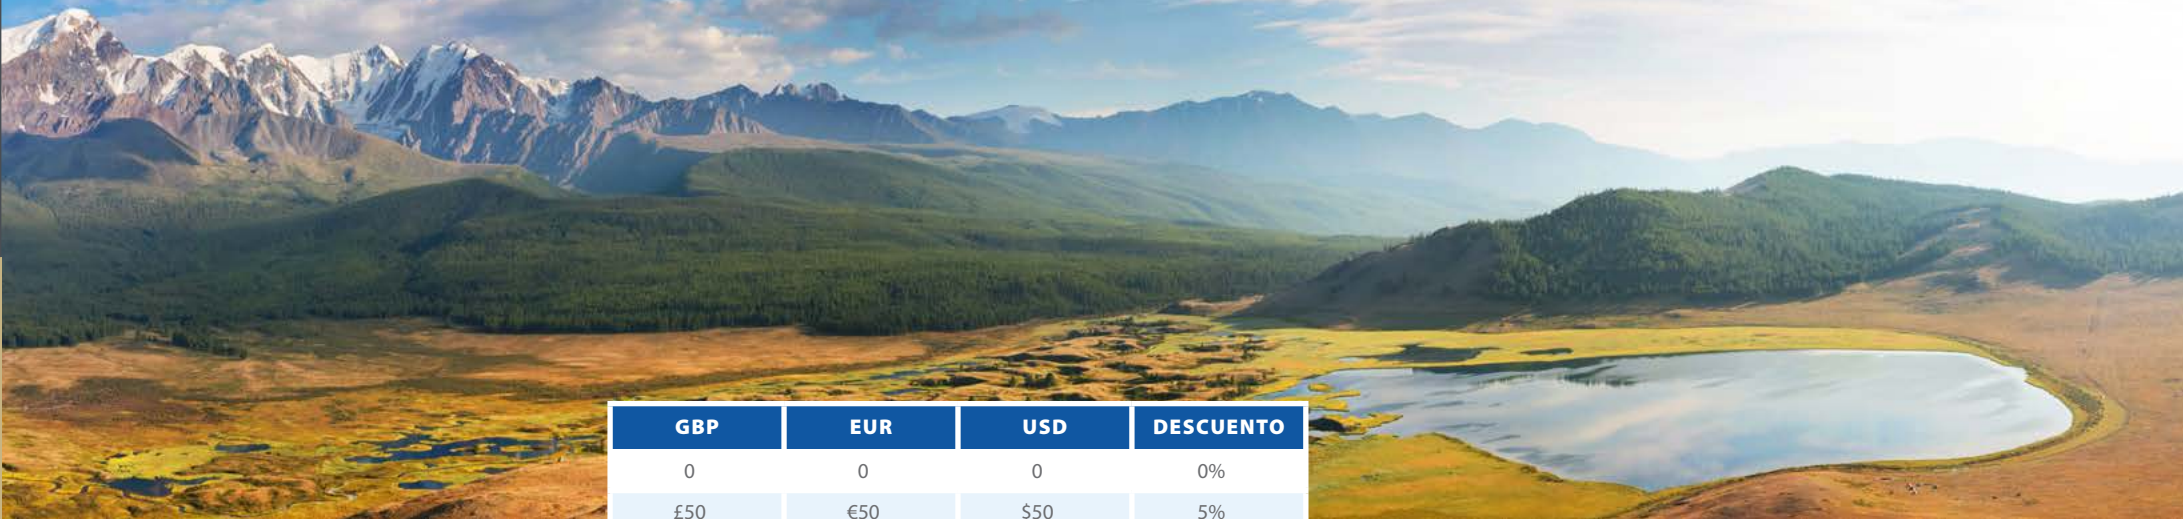 GBP EUR USD DESCUENTO
0 0 0 0%
£50 €50 $50 5%